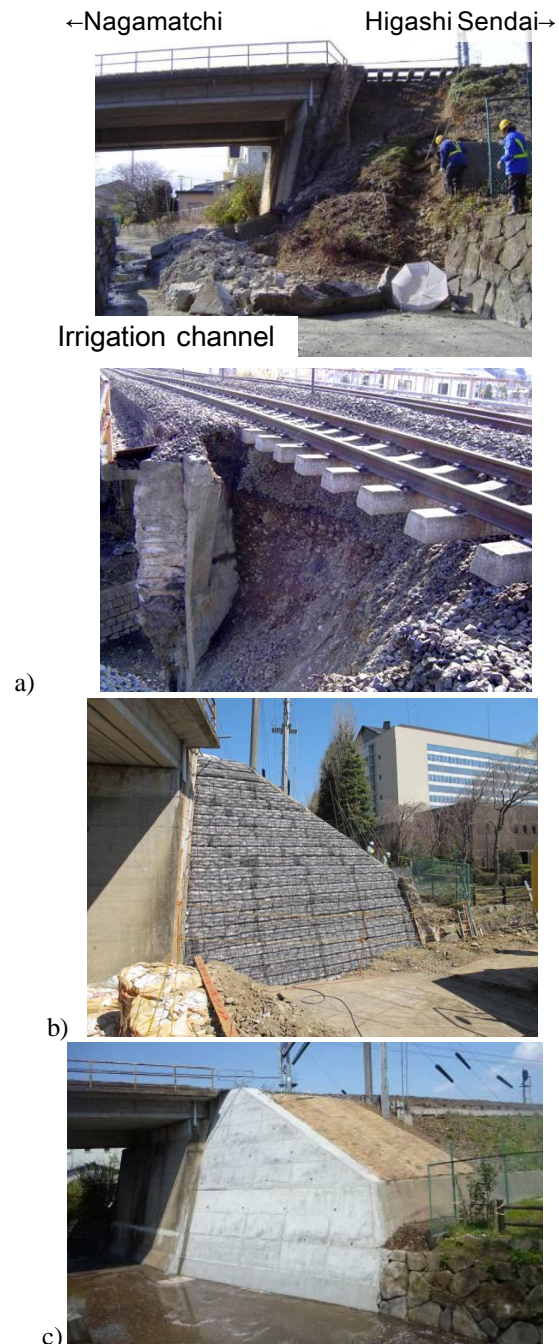 ←Nagamatchi Higashi Sendai→
Irrigation channel
a)
b)
c)